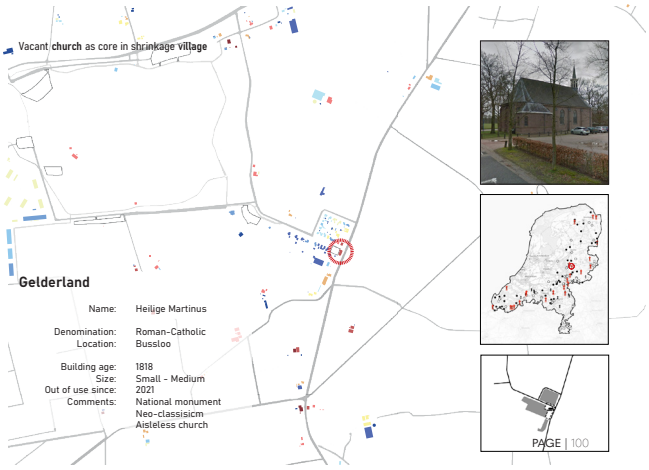 Vacant church as core in shrinkage village
Gelderland
Name: Heilige Martinus
Denomination: Roman-Catholic
Location: Bussloo
Building age: 1818
Size: Small - Medium
Out of use since: 2021
Comments: National monument
Neo-classisicm
Aisleless church
PAGE | 100